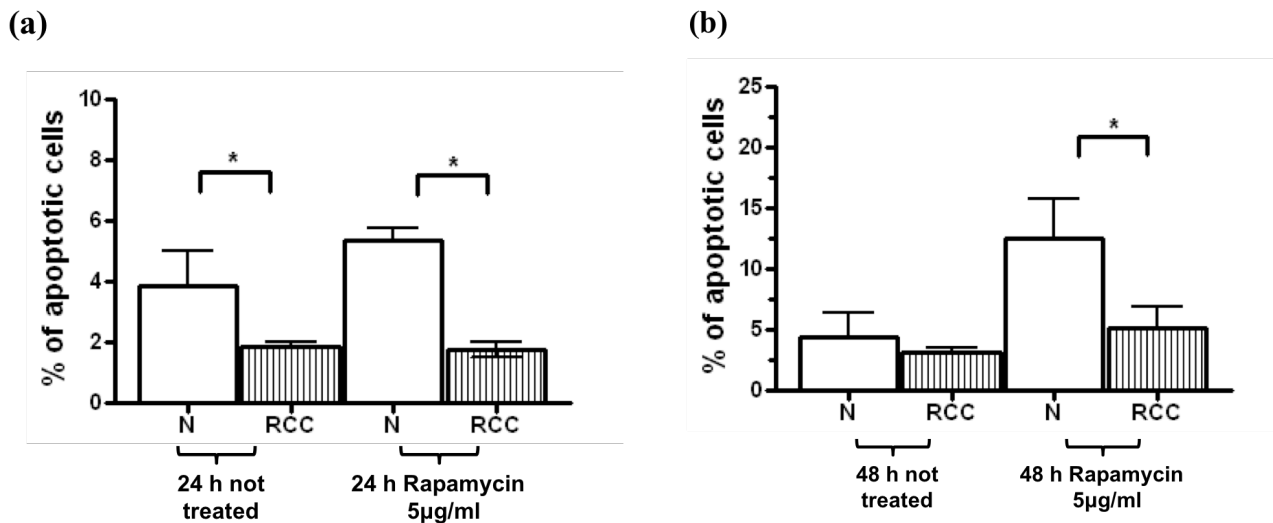 (a)
% of apoptotic cells
10
8
6
4
2
0
*
*
N RCC N RCC
24 h not
treated
24 h Rapamycin
5µg/ml
(b)
% of apoptotic cells
25
20
15
10
5
0
*
N RCC N RCC
48 h not
treated
48 h Rapamycin
5µg/ml